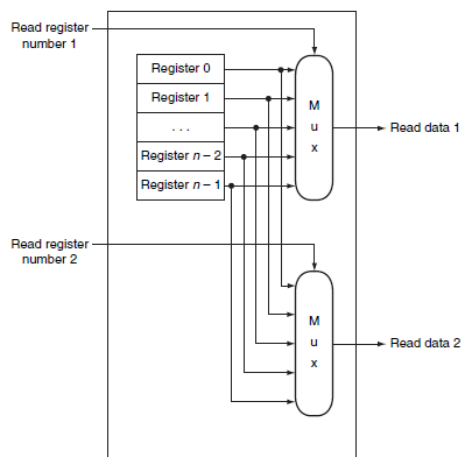 Read register
number 1
Register 0
Register 1
. . .
Register n – 2
Register n – 1
M
u
x
Read data 1
Read register
number 2
M
u
x
Read data 2